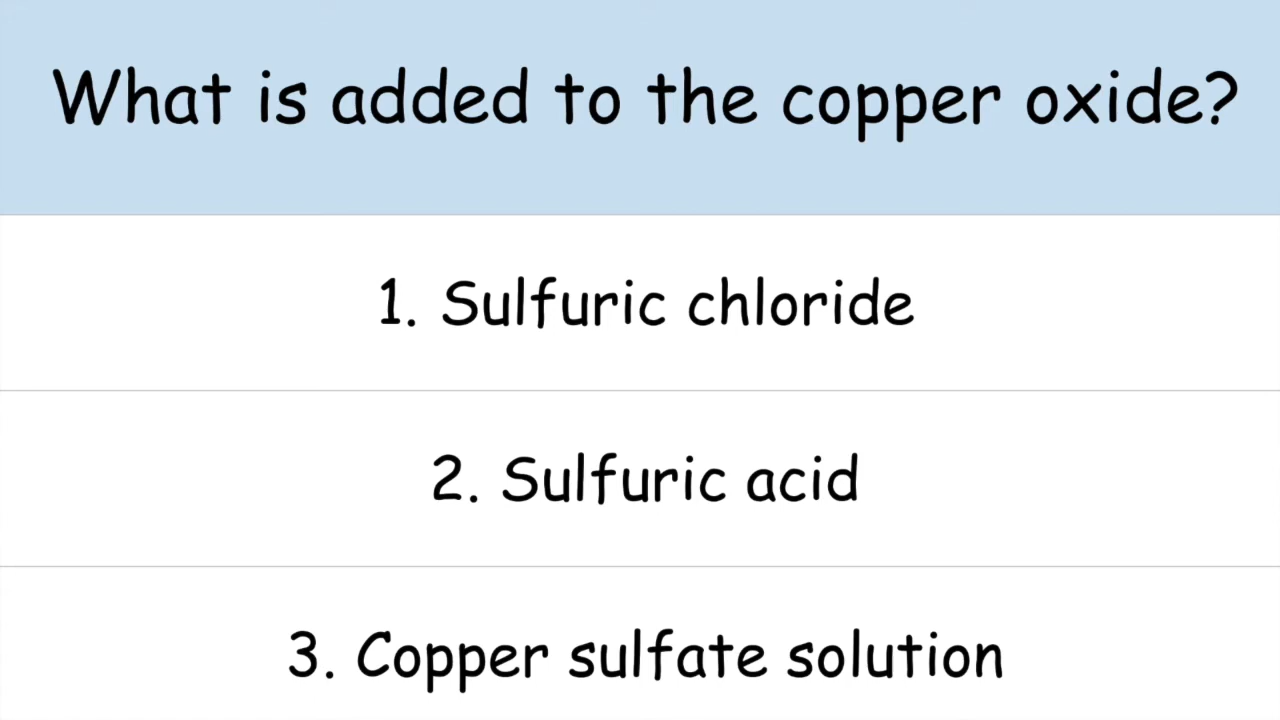 What is added to the copper oxide?
1. Sulfuric chloride
2. Sulfuric acid
3. Copper sulfate solution